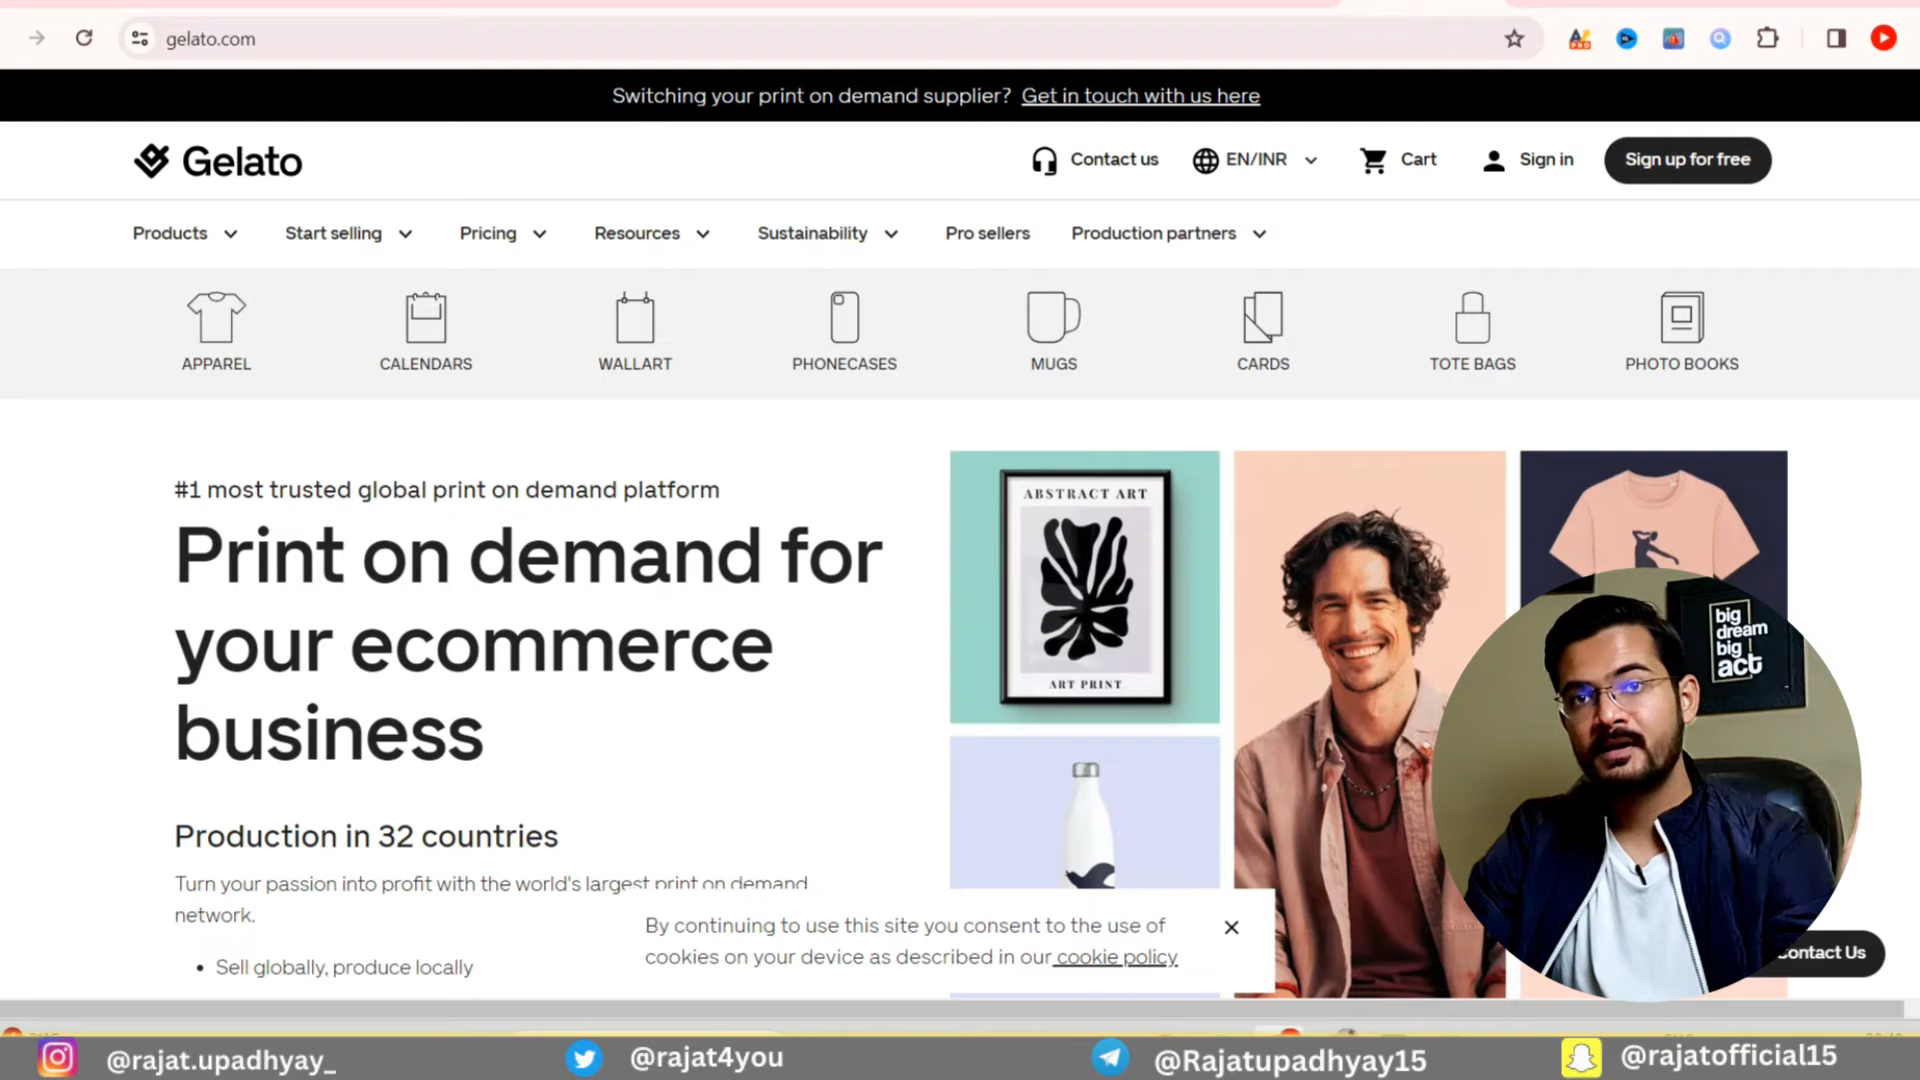 gelato.com
Switching your print on demand supplier? Get in touch with us here
Gelato
Contact us
EN/INR
Cart
Sign in
Sign up for free
Products
Start selling
Pricing
Resources
Sustainability
Pro sellers
Production partners
APPAREL
CALENDARS
WALLART
PHONECASES
MUGS
CARDS
TOTE BAGS
PHOTO BOOKS
#1 most trusted global print on demand platform
Print on demand for
your ecommerce
business
Production in 32 countries
Turn your passion into profit with the world's largest print on demand
network.
• Sell globally, produce locally
ABSTRACT ART
ART PRINT
big
dream
big
act
By continuing to use this site you consent to the use of
cookies on your device as described in our cookie policy.
Contact Us
@rajat.upadhyay_
@rajat4you
@Rajatupadhyay15
@rajatofficial15